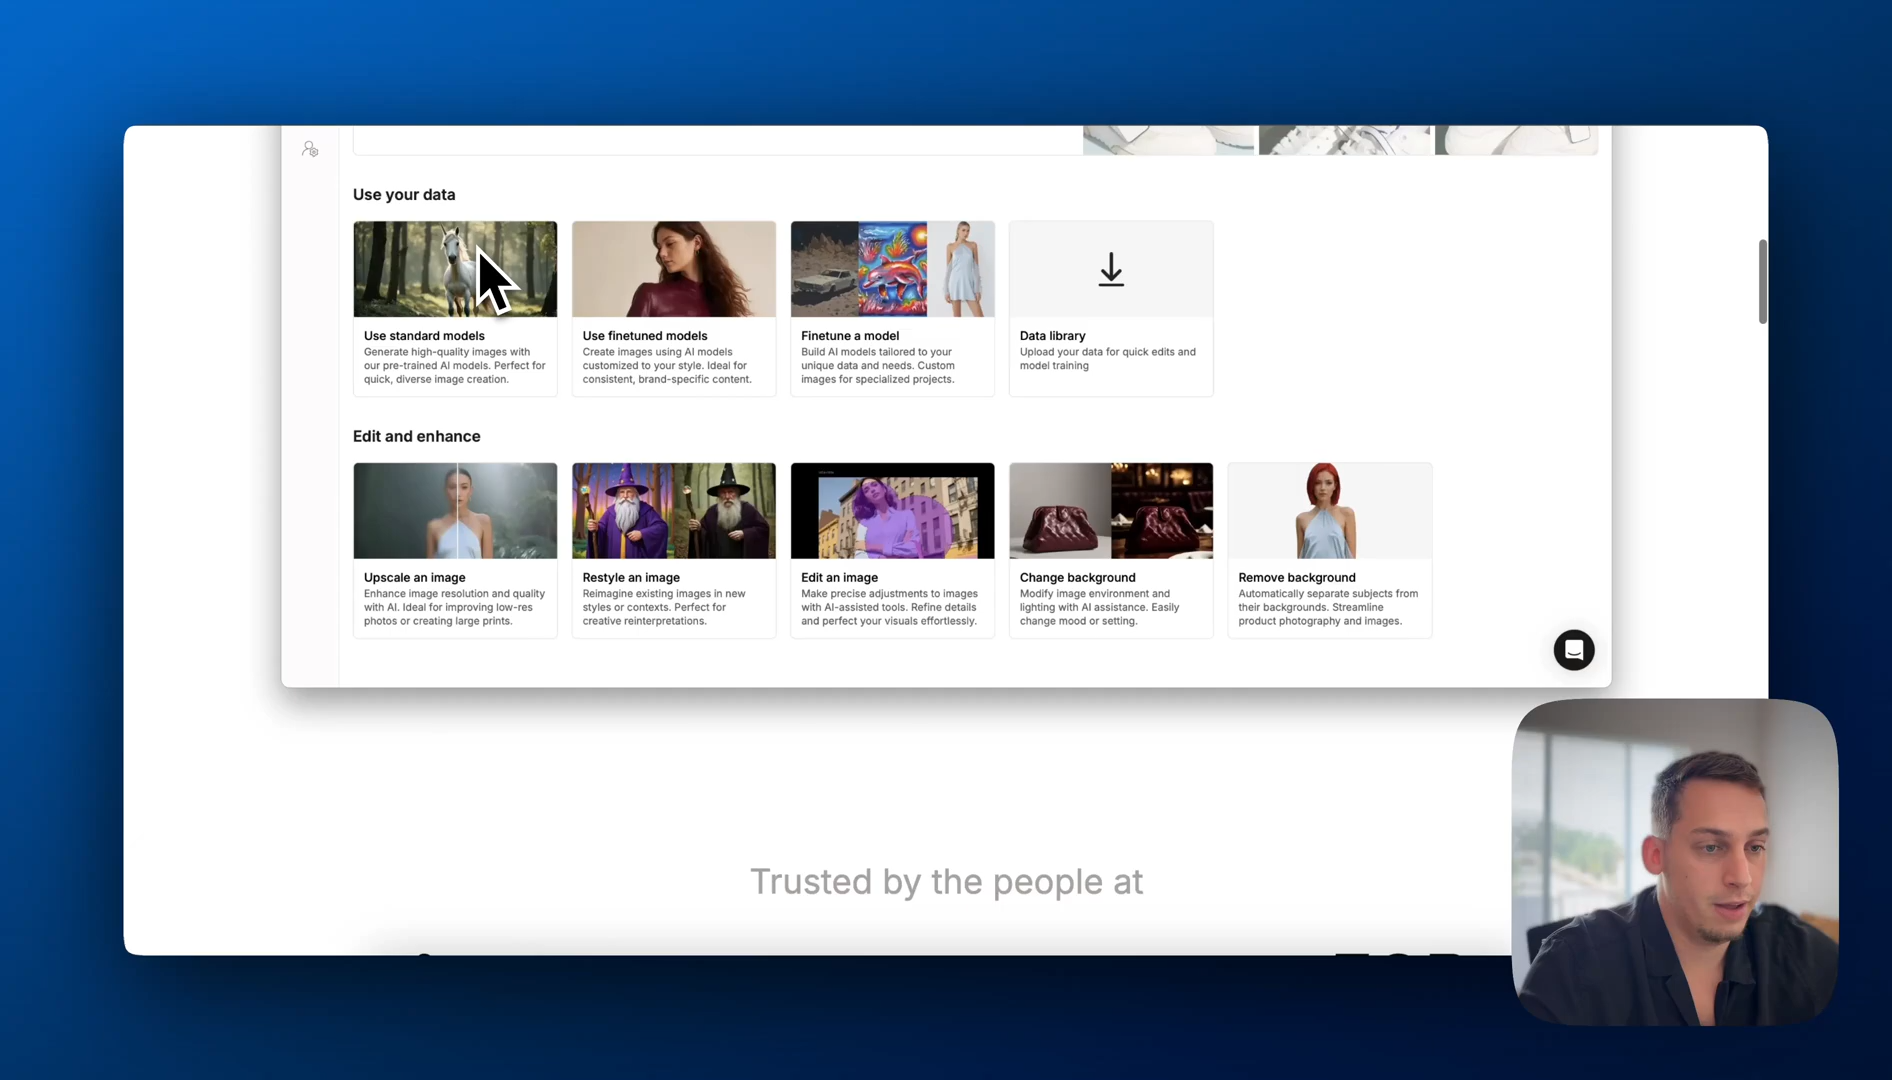 Use your data
Use standard models
Generate high-quality images with
our pre-trained AI models. Perfect for
quick, diverse image creation.
Use finetuned models
Create images using AI models
customized to your style. Ideal for
consistent, brand-specific content.
Finetune a model
Build AI models tailored to your
unique data and needs. Custom
images for specialized projects.
Data library
Upload your data for quick edits and
model training
Edit and enhance
Upscale an image
Enhance image resolution and quality
with AI. Ideal for improving low-res
photos or creating large prints.
Restyle an image
Reimagine existing images in new
styles or contexts. Perfect for
creative reinterpretations.
Edit an image
Make precise adjustments to images
with AI-assisted tools. Refine details
and perfect your visuals effortlessly.
Change background
Modify image environment and
lighting with AI assistance. Easily
change mood or setting.
Remove background
Automatically separate subjects from
their backgrounds. Streamline
product photography and images.
Trusted by the people at